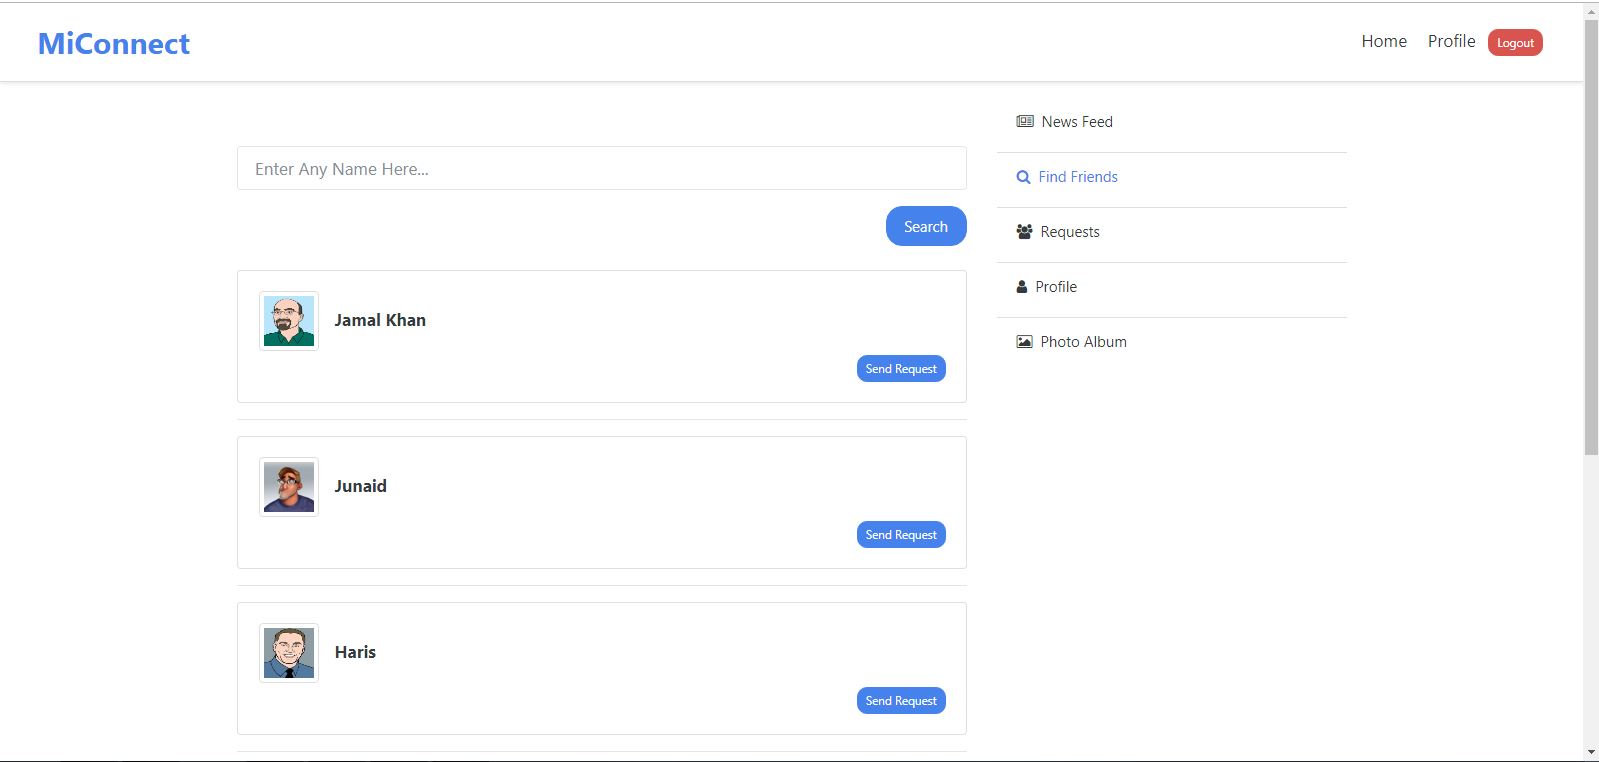 MiConnect
Home Profile Logout
Enter Any Name Here...
Search
Jamal Khan
Send Request
Junaid
Send Request
Haris
Send Request
News Feed
Find Friends
Requests
Profile
Photo Album